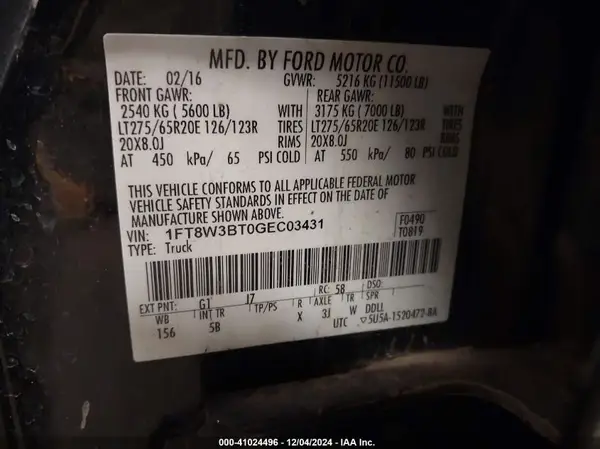 MFD. BY FORD MOTOR CO.
DATE: 02/16 GVWR: 5216 KG (11500 LB)
FRONT GAWR: REAR GAWR:
2540 KG ( 5600 LB) WITH 3175 KG ( 7000 LB) WITH
LT275/65R20E 126/123R TIRES LT275/65R20E 126/123R TIRES
20X8.0J RIMS 20X8.0J RIMS
AT 450 kPa/ 65 PSI COLD AT 550 kPa/ 80 PSI COLD
THIS VEHICLE CONFORMS TO ALL APPLICABLE FEDERAL MOTOR
VEHICLE SAFETY STANDARDS IN EFFECT ON THE DATE OF
MANUFACTURE SHOWN ABOVE.
VIN: 1FT8W3BT0GEC03431 F0490
TYPE: Truck T0819
EXT PNT: G1 J7 RC: 58 DSO:
WB INT TR TP/PS R AXLE TR SPR
156 5B X 3J W DDLL
UTC ▽5U5A-1520472-BA
000-41024496 - 12/04/2024 - IAA Inc.